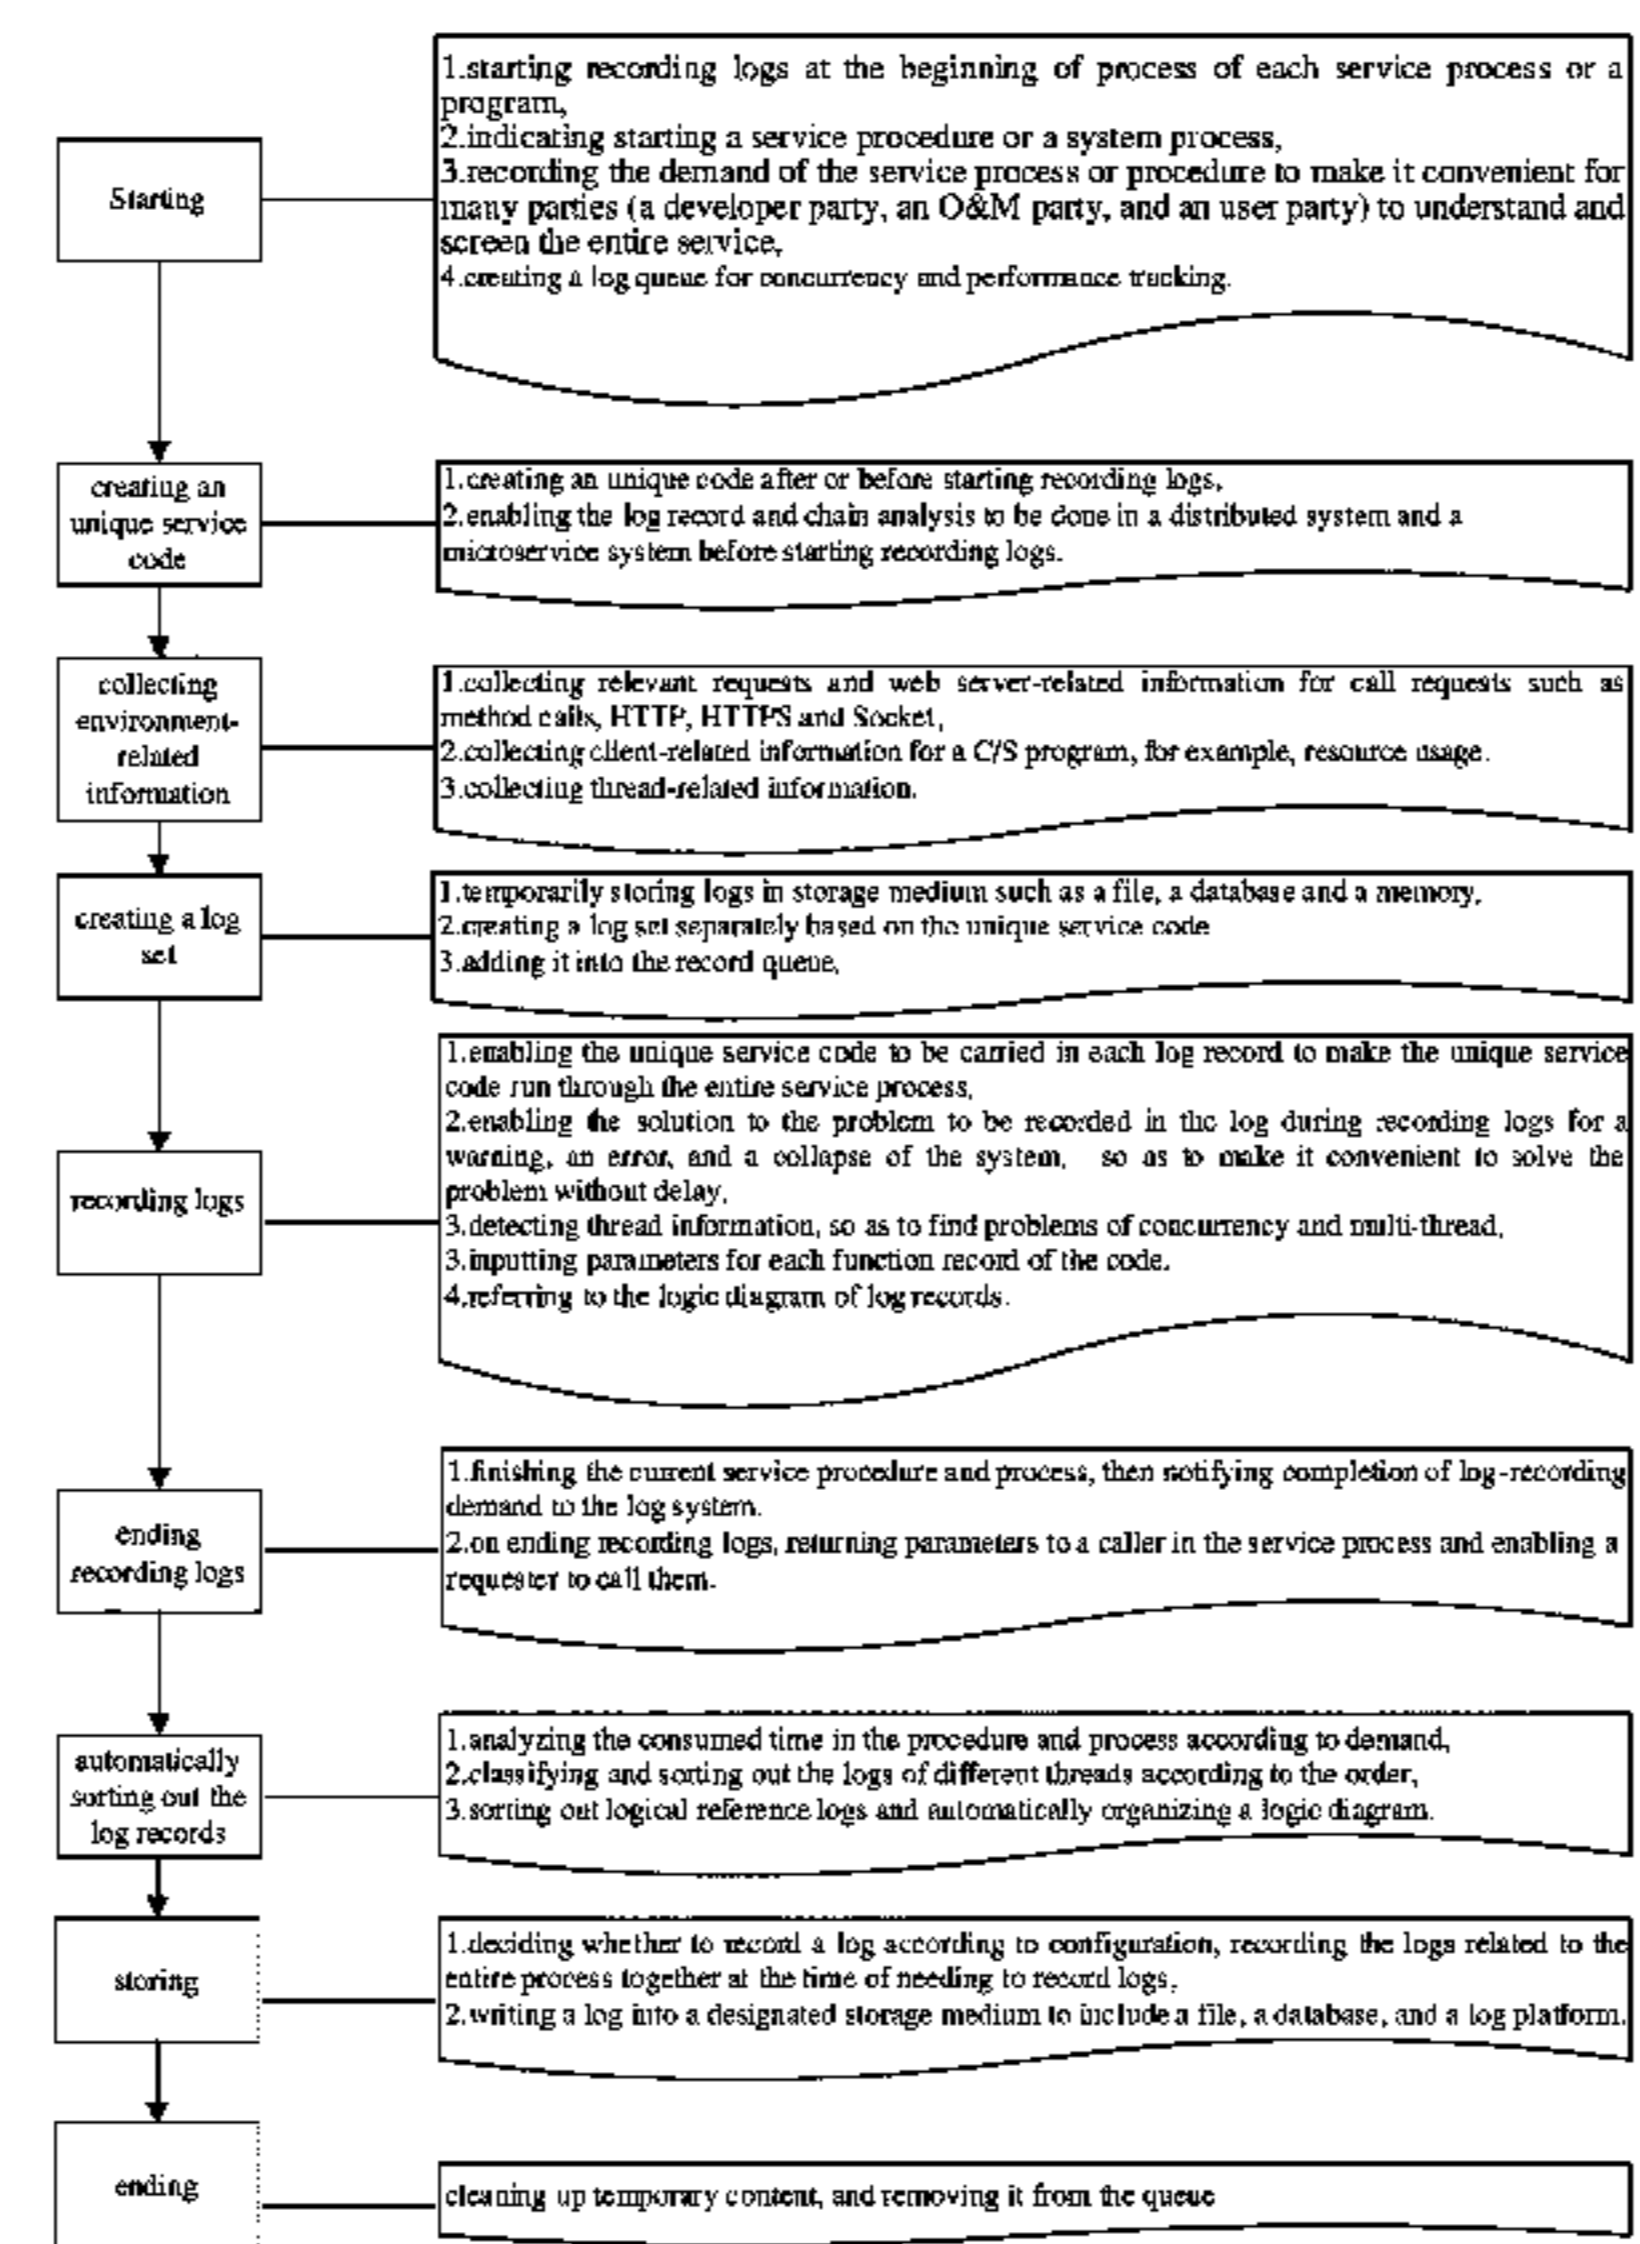 1.starting recording logs at the beginning of process of each service process or a
program,
2.indicating starting a service procedure or a system process,
3.recording the demand of the service process or procedure to make it convenient for
many parties (a developer party, an O&M party, and an user party) to understand and
screen the entire service,
4.creating a log queue for concurrency and performance tracking.
Starting
creating an
unique service
code
1.creating an unique code after or before starting recording logs,
2.enabling the log record and chain analysis to be done in a distributed system and a
microservice system before starting recording logs.
collecting
environment-
related
information
1.collecting relevant requests and web server-related information for call requests such as
method calls, HTTP, HTTPS and Socket,
2.collecting client-related information for a C/S program, for example, resource usage.
3.collecting thread-related information.
creating a log
set
1.temporarily storing logs in storage medium such as a file, a database and a memory,
2.creating a log set separately based on the unique service code
3.adding it into the record queue,
recording logs
1.enabling the unique service code to be carried in each log record to make the unique service
code run through the entire service process,
2.enabling the solution to the problem to be recorded in the log during recording logs for a
warning, an error, and a collapse of the system, so as to make it convenient to solve the
problem without delay,
3.detecting thread information, so as to find problems of concurrency and multi-thread,
3.inputting parameters for each function record of the code.
4.referring to the logic diagram of log records.
ending
recording logs
1.finishing the current service procedure and process, then notifying completion of log-recording
demand to the log system.
2.on ending recording logs, returning parameters to a caller in the service process and enabling a
requester to call them.
automatically
sorting out the
log records
1.analyzing the consumed time in the procedure and process according to demand,
2.classifying and sorting out the logs of different threads according to the order,
3.sorting out logical reference logs and automatically organizing a logic diagram.
storing
1.deciding whether to record a log according to configuration, recording the logs related to the
entire process together at the time of needing to record logs,
2.writing a log into a designated storage medium to include a file, a database, and a log platform.
ending
cleaning up temporary content, and removing it from the queue